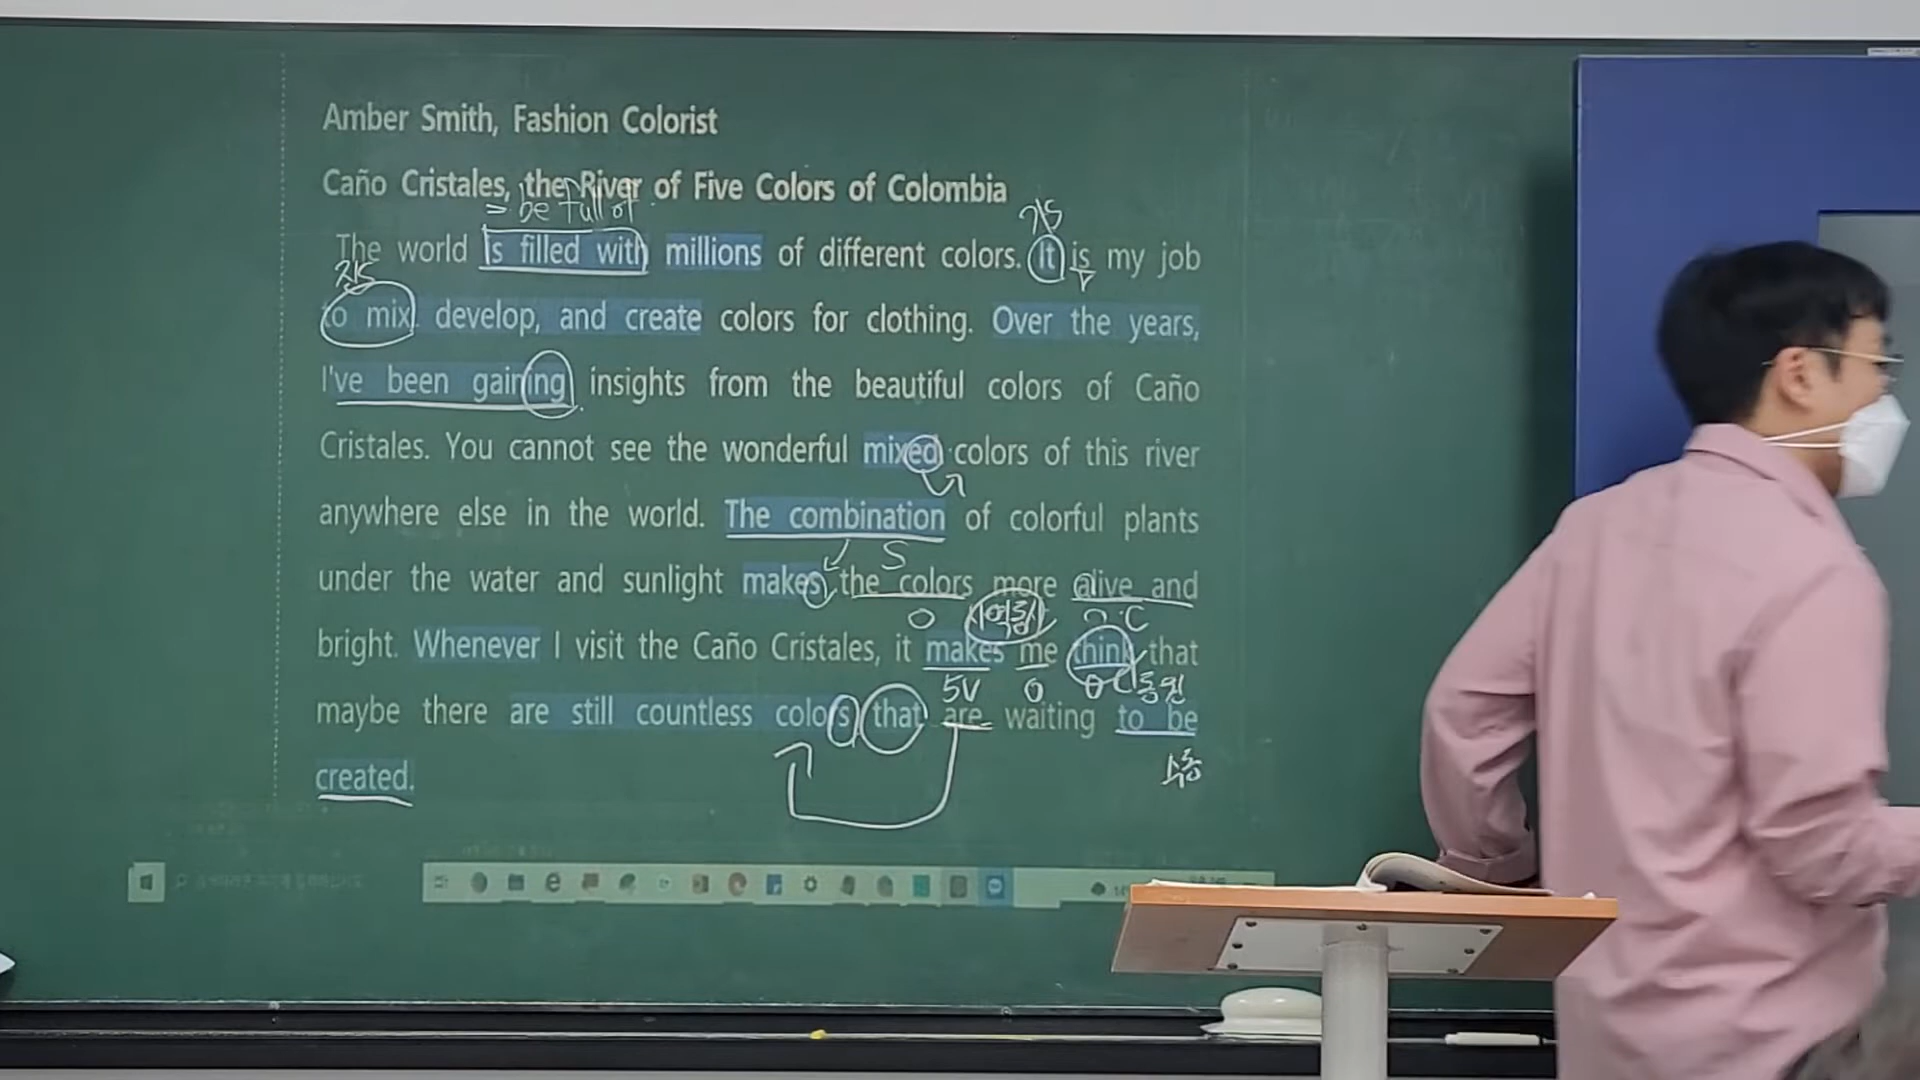 Amber Smith, Fashion Colorist
Caño Cristales, the River of Five Colors of Colombia
= be full of
가S
The world is filled with millions of different colors. It is my job
진S
V
to mix, develop, and create colors for clothing. Over the years,
I've been gaining insights from the beautiful colors of Caño
Cristales. You cannot see the wonderful mixed colors of this river
anywhere else in the world. The combination of colorful plants
S
under the water and sunlight makes the colors more alive and
O 사역동사 O·C
bright. Whenever I visit the Caño Cristales, it makes me think that
5V O OC 동원
maybe there are still countless colors that are waiting to be
수동
created.